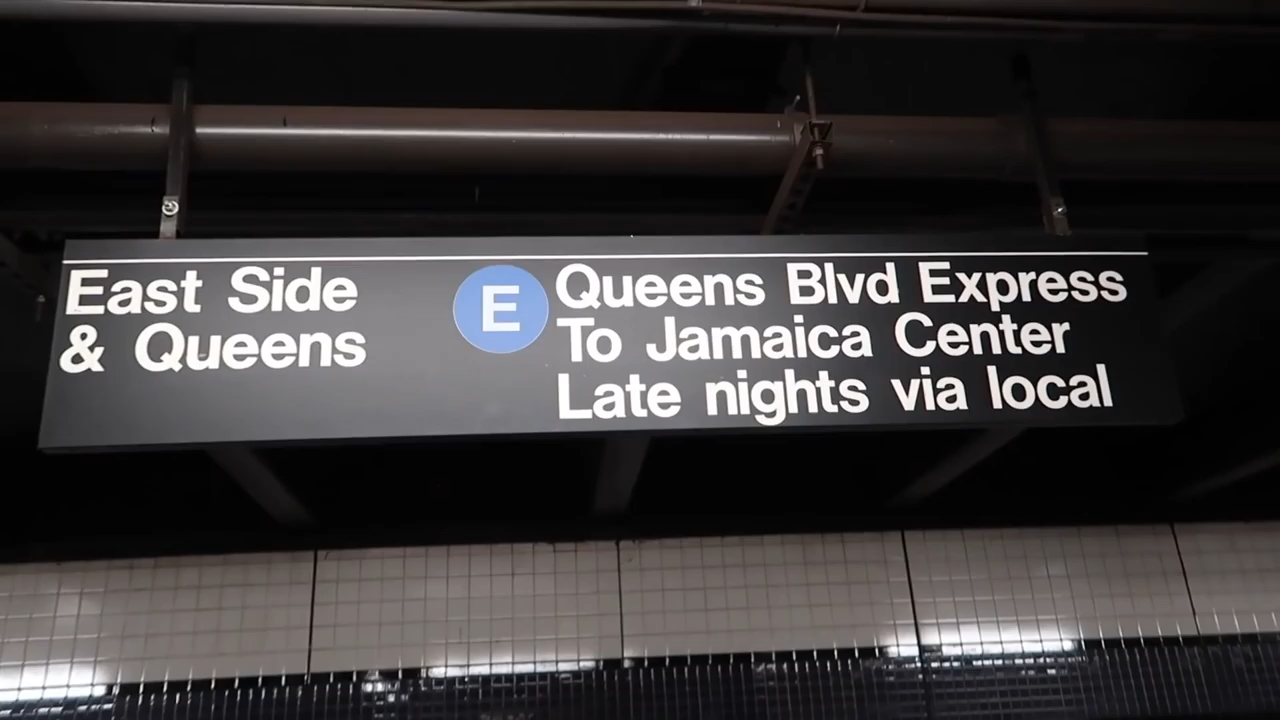 East Side
& Queens
E
Queens Blvd Express
To Jamaica Center
Late nights via local